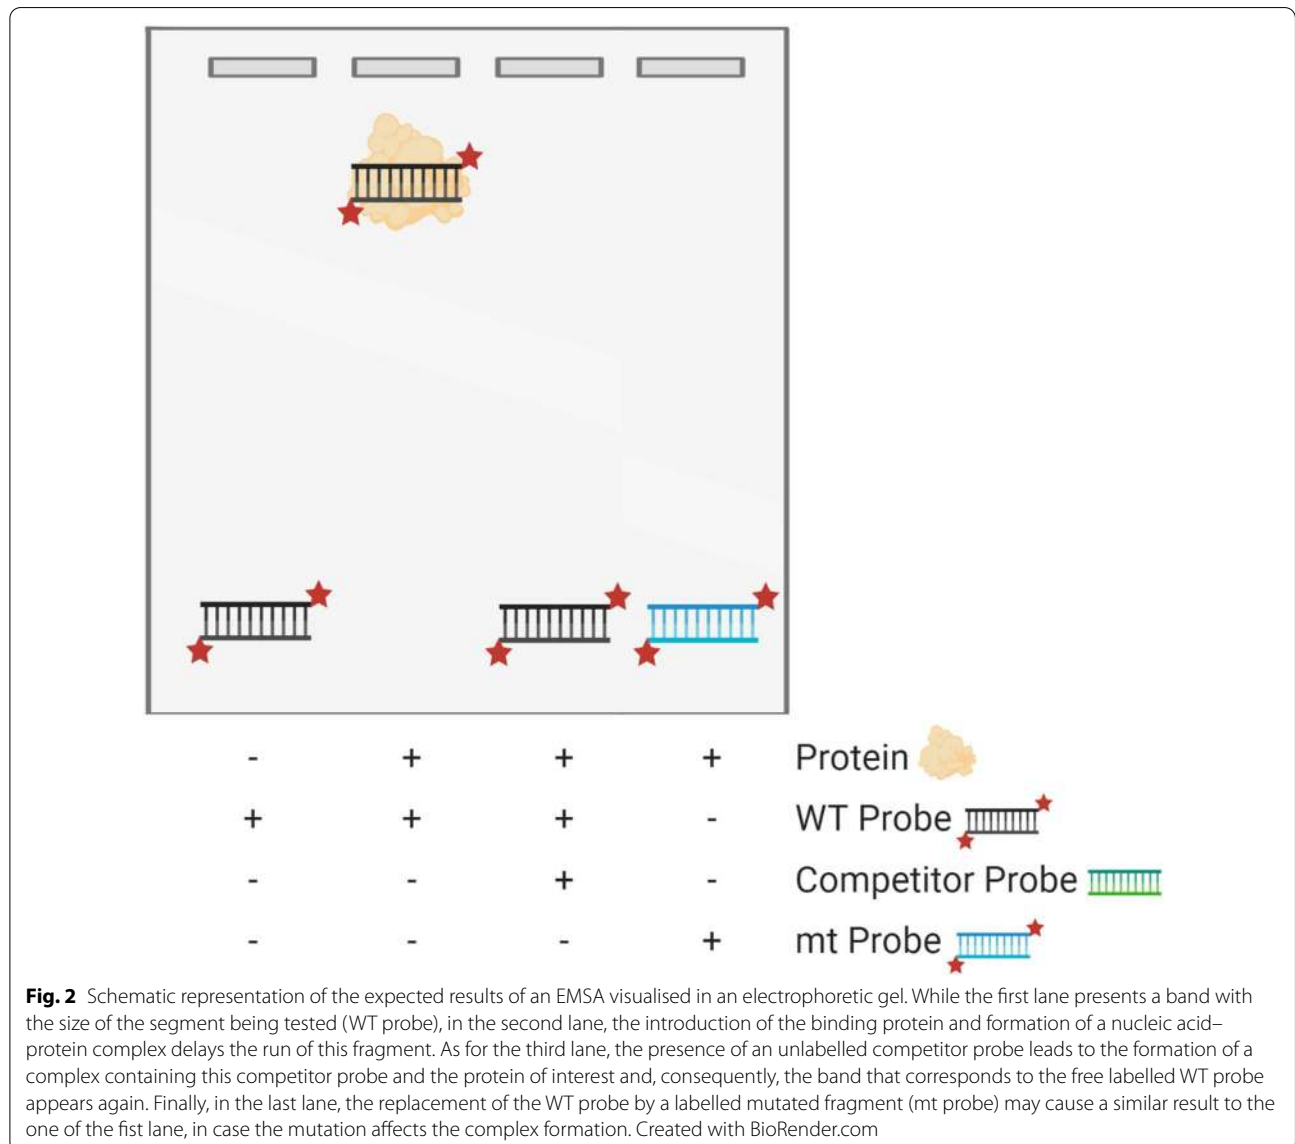 - + + + Protein
+ + + - WT Probe
- - + - Competitor Probe
- - - + mt Probe
Fig. 2 Schematic representation of the expected results of an EMSA visualised in an electrophoretic gel. While the first lane presents a band with
the size of the segment being tested (WT probe), in the second lane, the introduction of the binding protein and formation of a nucleic acid–
protein complex delays the run of this fragment. As for the third lane, the presence of an unlabelled competitor probe leads to the formation of a
complex containing this competitor probe and the protein of interest and, consequently, the band that corresponds to the free labelled WT probe
appears again. Finally, in the last lane, the replacement of the WT probe by a labelled mutated fragment (mt probe) may cause a similar result to the
one of the fist lane, in case the mutation affects the complex formation. Created with BioRender.com